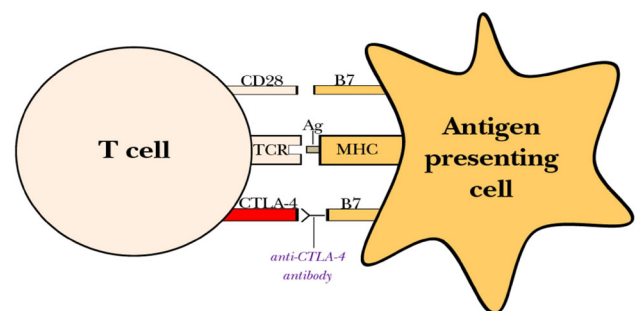 CD28
B7
Ag
T cell
TCR
MHC
Antigen
presenting
cell
CTLA-4
B7
anti-CTLA-4
antibody